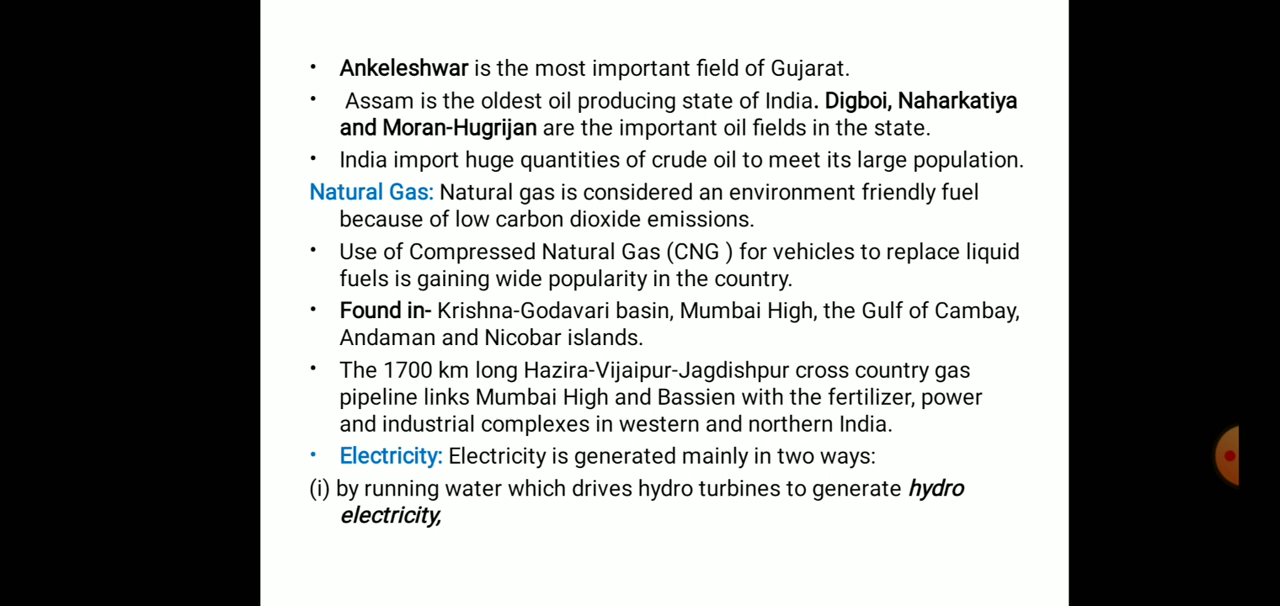 • Ankeleshwar is the most important field of Gujarat.
• Assam is the oldest oil producing state of India. Digboi, Naharkatiya
and Moran-Hugrijan are the important oil fields in the state.
• India import huge quantities of crude oil to meet its large population.
Natural Gas: Natural gas is considered an environment friendly fuel
because of low carbon dioxide emissions.
• Use of Compressed Natural Gas (CNG ) for vehicles to replace liquid
fuels is gaining wide popularity in the country.
• Found in- Krishna-Godavari basin, Mumbai High, the Gulf of Cambay,
Andaman and Nicobar islands.
• The 1700 km long Hazira-Vijaipur-Jagdishpur cross country gas
pipeline links Mumbai High and Bassien with the fertilizer, power
and industrial complexes in western and northern India.
• Electricity: Electricity is generated mainly in two ways:
(i) by running water which drives hydro turbines to generate hydro
electricity,